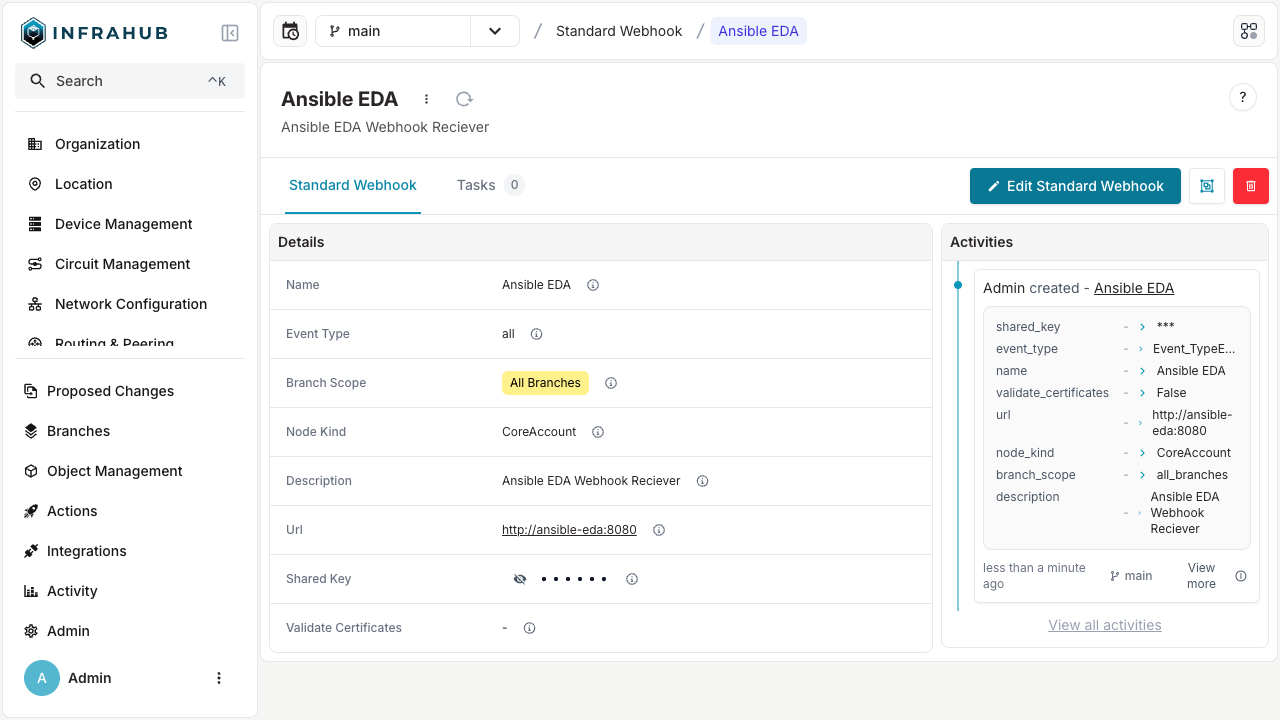 INFRAHUB
Search
^K
Organization
Location
Device Management
Circuit Management
Network Configuration
Routing & Peering
Proposed Changes
Branches
Object Management
Actions
Integrations
Activity
Admin
A
Admin
main
/
Standard Webhook
/
Ansible EDA
Ansible EDA
?
Ansible EDA Webhook Reciever
Standard Webhook
Tasks 0
Edit Standard Webhook
Details
Name
Ansible EDA
Event Type
all
Branch Scope
All Branches
Node Kind
CoreAccount
Description
Ansible EDA Webhook Reciever
Url
http://ansible-eda:8080
Shared Key
••••••
Validate Certificates
-
Activities
Admin created - Ansible EDA
shared_key - > ***
event_type - > Event_TypeE...
name - > Ansible EDA
validate_certificates - > False
url - > http://ansible-
eda:8080
node_kind - > CoreAccount
branch_scope - > all_branches
description - > Ansible EDA
Webhook
Reciever
less than a minute
ago
main
View
more
View all activities